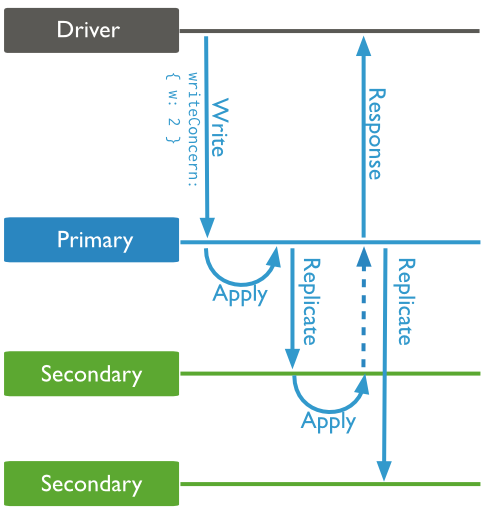 Driver
Write
writeConcern:
{ w: 2 }
Response
Primary
Apply
Replicate
Replicate
Secondary
Apply
Secondary